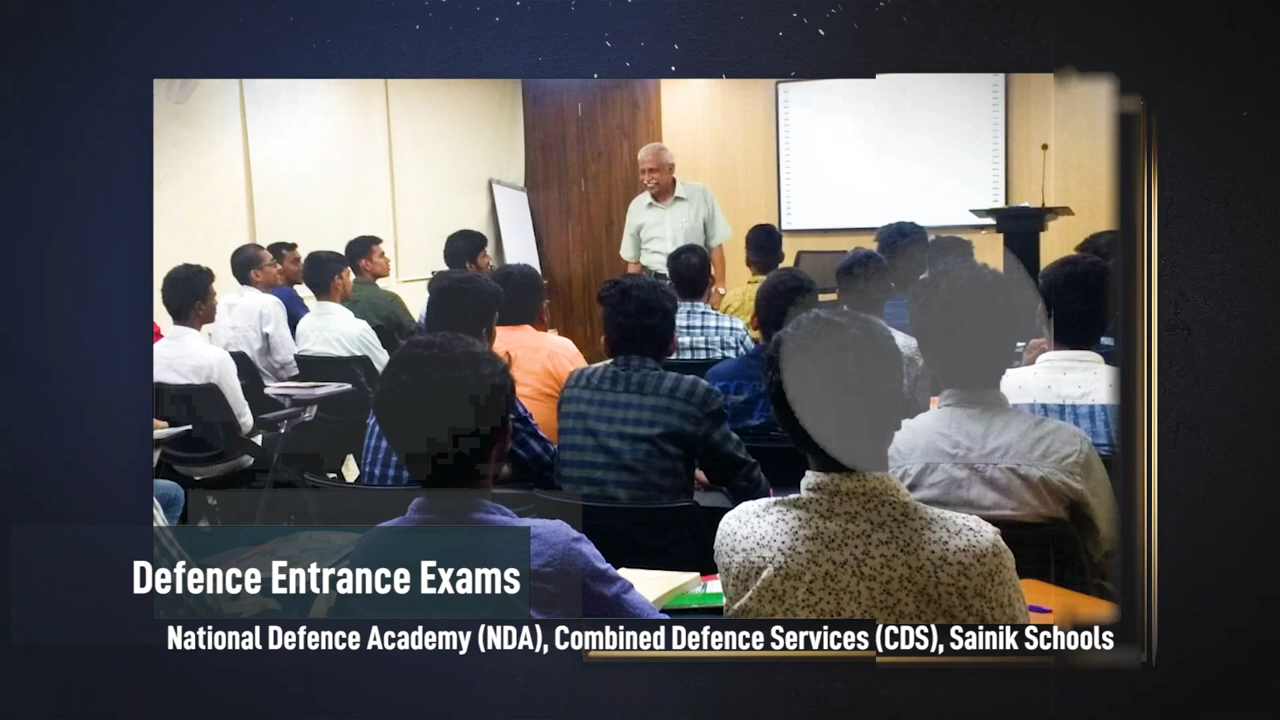 Defence Entrance Exams
National Defence Academy (NDA), Combined Defence Services (CDS), Sainik Schools